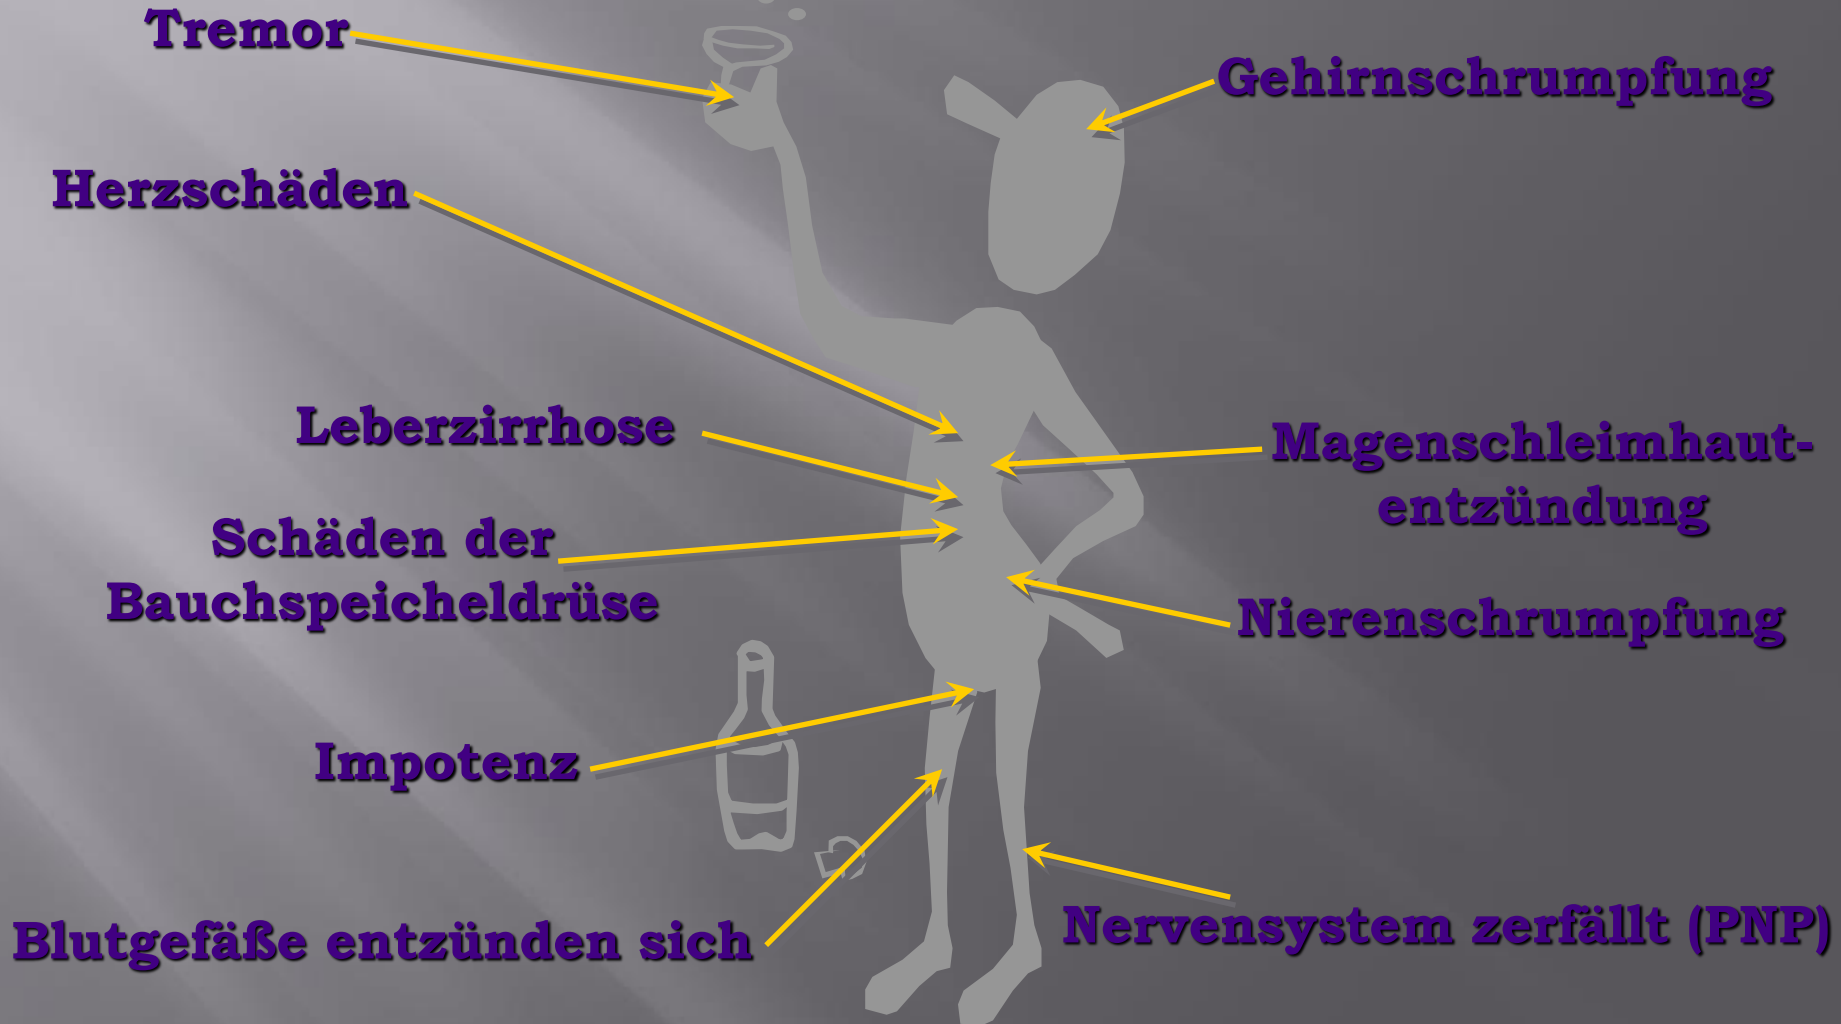 Tremor
Gehirnschrumpfung
Herzschäden
Leberzirrhose
Magenschleimhaut-
entzündung
Schäden der
Bauchspeicheldrüse
Nierenschrumpfung
Impotenz
Blutgefäße entzünden sich
Nervensystem zerfällt (PNP)